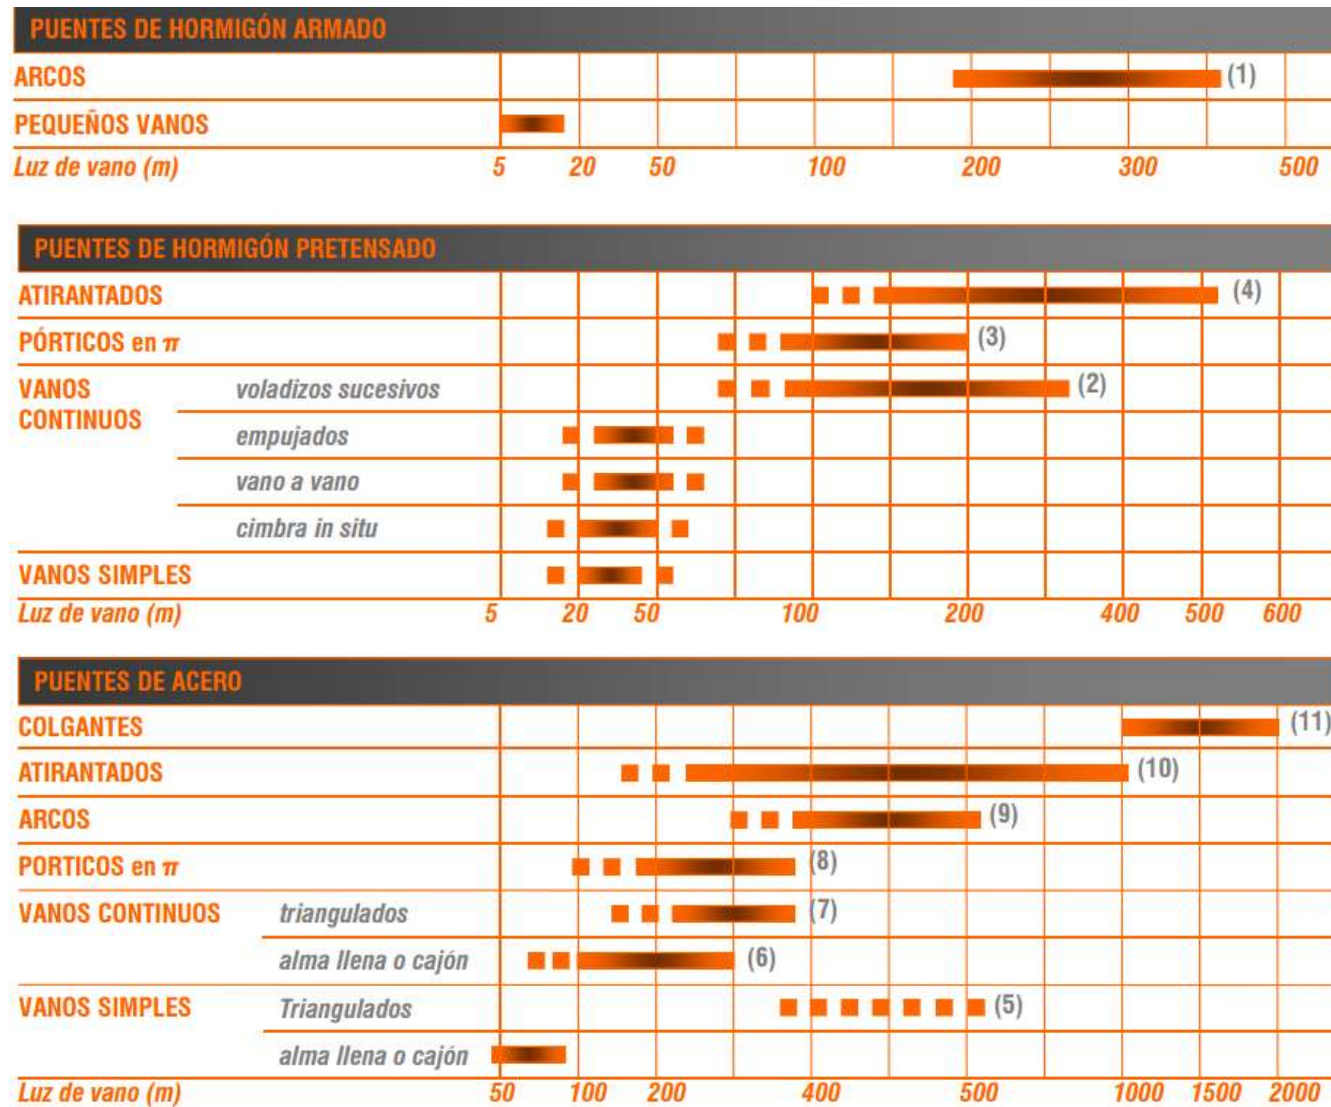 PUENTES DE HORMIGÓN ARMADO
ARCOS (1)
PEQUEÑOS VANOS
Luz de vano (m) 5 20 50 100 200 300 500
PUENTES DE HORMIGÓN PRETENSADO
ATIRANTADOS (4)
PÓRTICOS en π (3)
VANOS CONTINUOS voladizos sucesivos (2)
empujados
vano a vano
cimbra in situ
VANOS SIMPLES
Luz de vano (m) 5 20 50 100 200 400 500 600
PUENTES DE ACERO
COLGANTES (11)
ATIRANTADOS (10)
ARCOS (9)
PORTICOS en π (8)
VANOS CONTINUOS triangulados (7)
alma llena o cajón (6)
VANOS SIMPLES Triangulados (5)
alma llena o cajón
Luz de vano (m) 50 100 200 400 500 1000 1500 2000